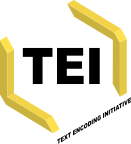 TEI
TEXT ENCODING INITIATIVE